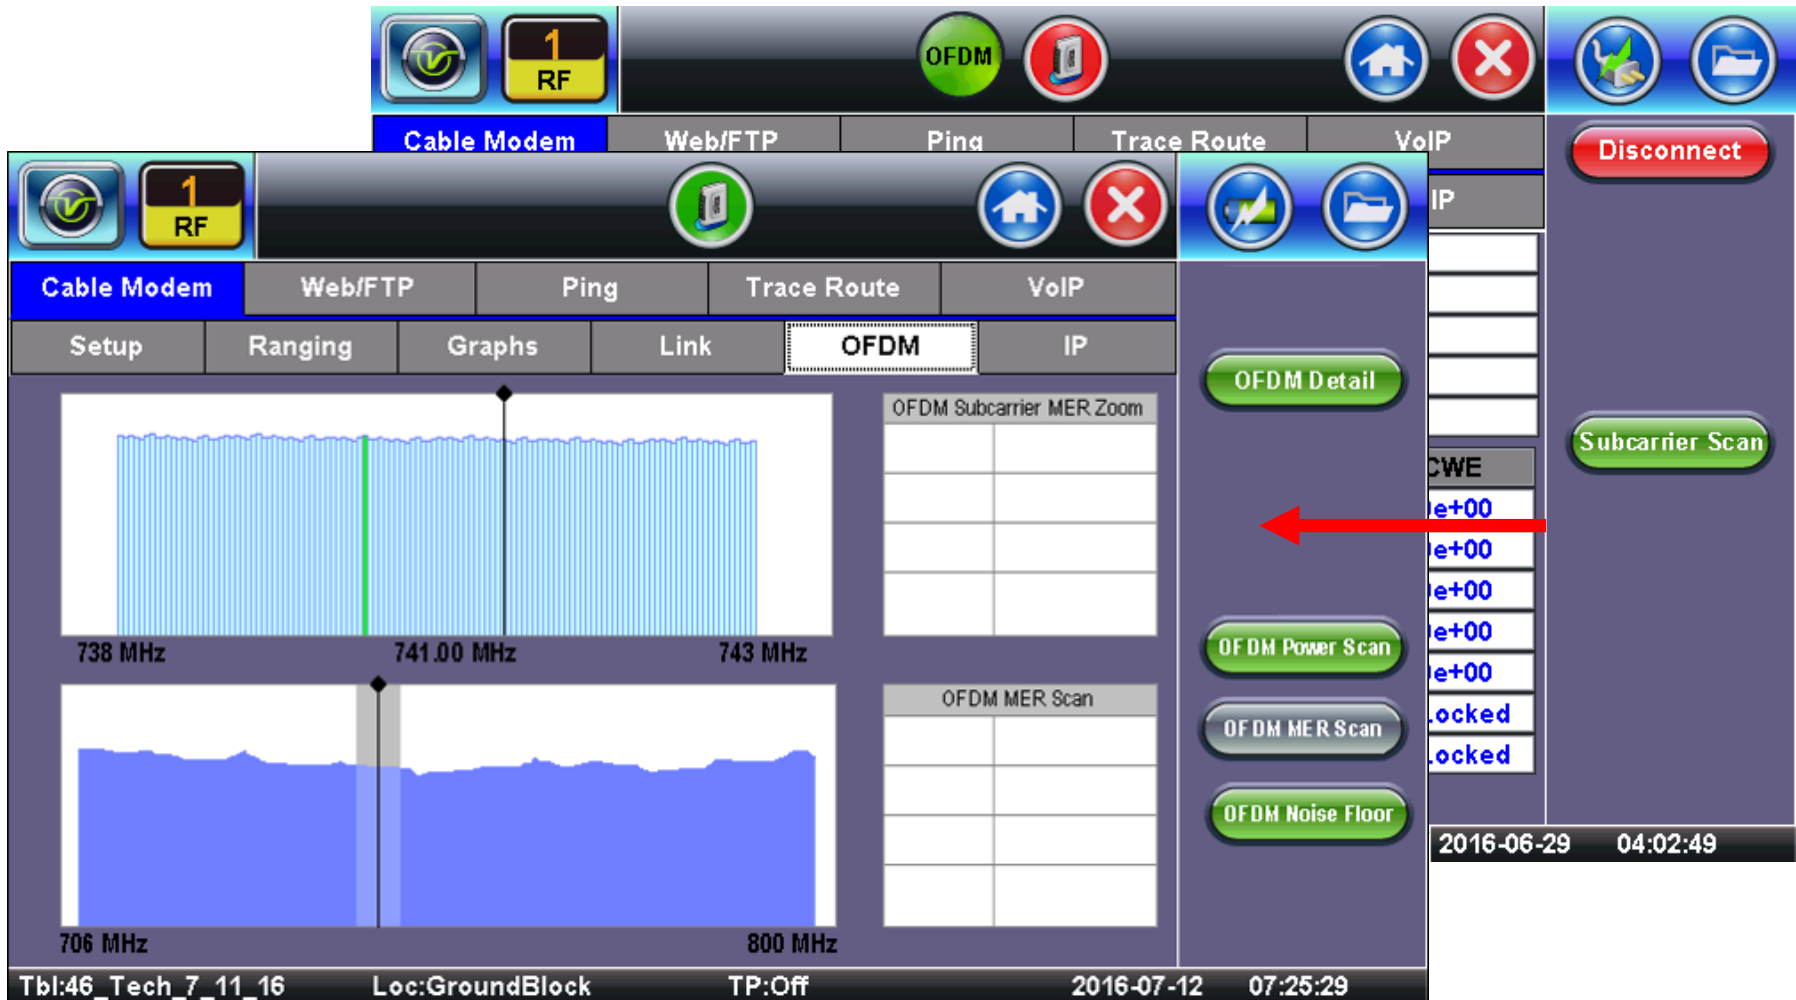 1
RF
OFDM
Cable Modem
Web/FTP
Ping
Trace Route
VoIP
Disconnect
IP
Subcarrier Scan
CWE
e+00
e+00
e+00
e+00
e+00
ocked
ocked
2016-06-29 04:02:49
1
RF
Cable Modem
Web/FTP
Ping
Trace Route
VoIP
Setup
Ranging
Graphs
Link
OFDM
IP
OFDM Detail
OFDM Subcarrier MER Zoom
738 MHz
741.00 MHz
743 MHz
OFDM Power Scan
OFDM MER Scan
OFDM MER Scan
OFDM Noise Floor
706 MHz
800 MHz
Tbl:46_Tech_7_11_16 Loc:GroundBlock TP:Off 2016-07-12 07:25:29